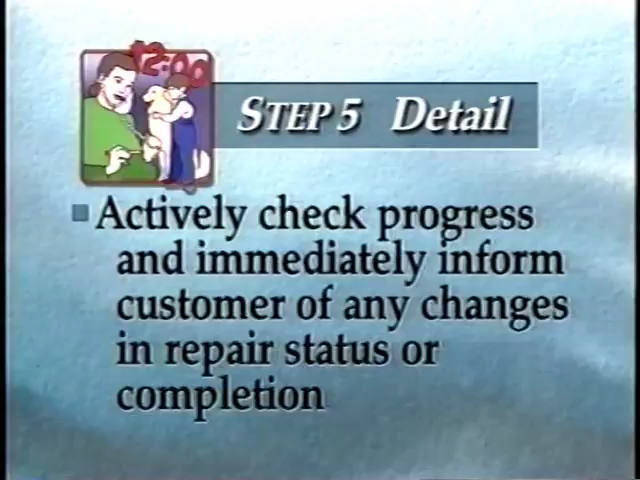 12:00
STEP 5 Detail
Actively check progress
and immediately inform
customer of any changes
in repair status or
completion